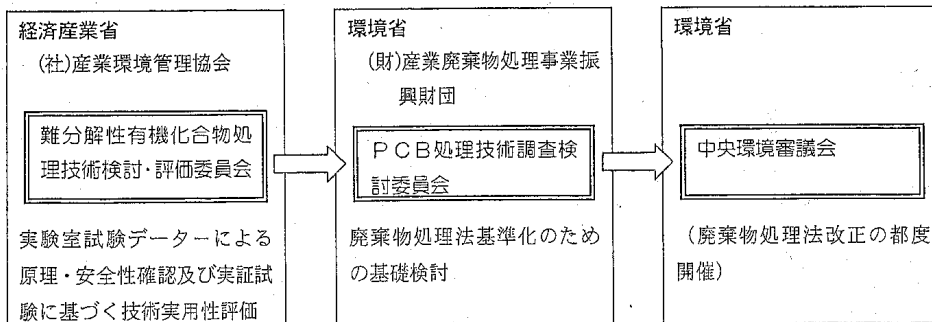 経済産業省
(社)産業環境管理協会
難分解性有機化合物処
理技術検討・評価委員会
実験室試験データーによる
原理・安全性確認及び実証試
験に基づく技術実用性評価
環境省
(財)産業廃棄物処理事業振
興財団
PCB処理技術調査検
討委員会
廃棄物処理法基準化のため
の基礎検討
環境省
中央環境審議会
(廃棄物処理法改正の都度
開催)